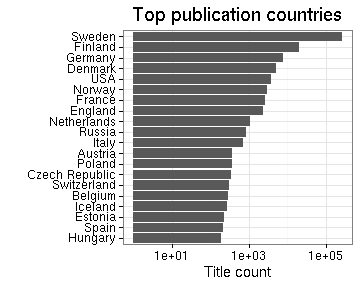 Top publication countries
Sweden
Finland
Germany
Denmark
USA
Norway
France
England
Netherlands
Russia
Italy
Austria
Poland
Czech Republic
Switzerland
Belgium
Iceland
Estonia
Spain
Hungary
1e+01 1e+03 1e+05
Title count